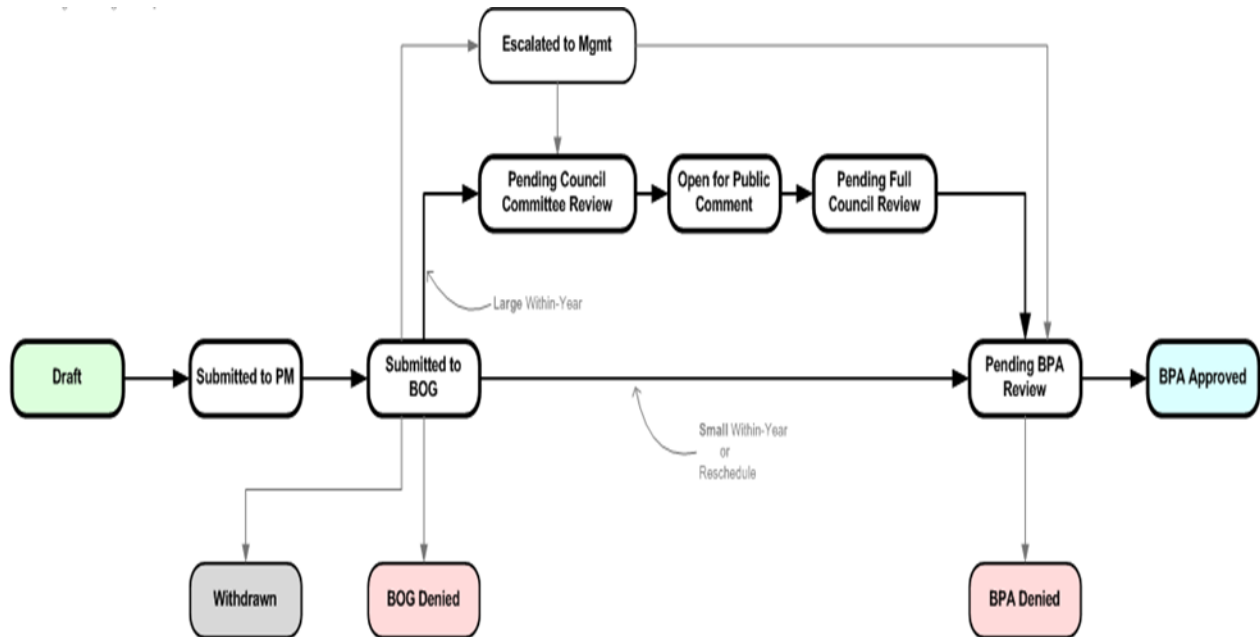 Escalated to Mgmt
Pending Council
Committee Review
Open for Public
Comment
Pending Full
Council Review
Large Within-Year
Draft
Submitted to PM
Submitted to
BOG
Pending BPA
Review
BPA Approved
Small Within-Year
or
Reschedule
Withdrawn
BOG Denied
BPA Denied